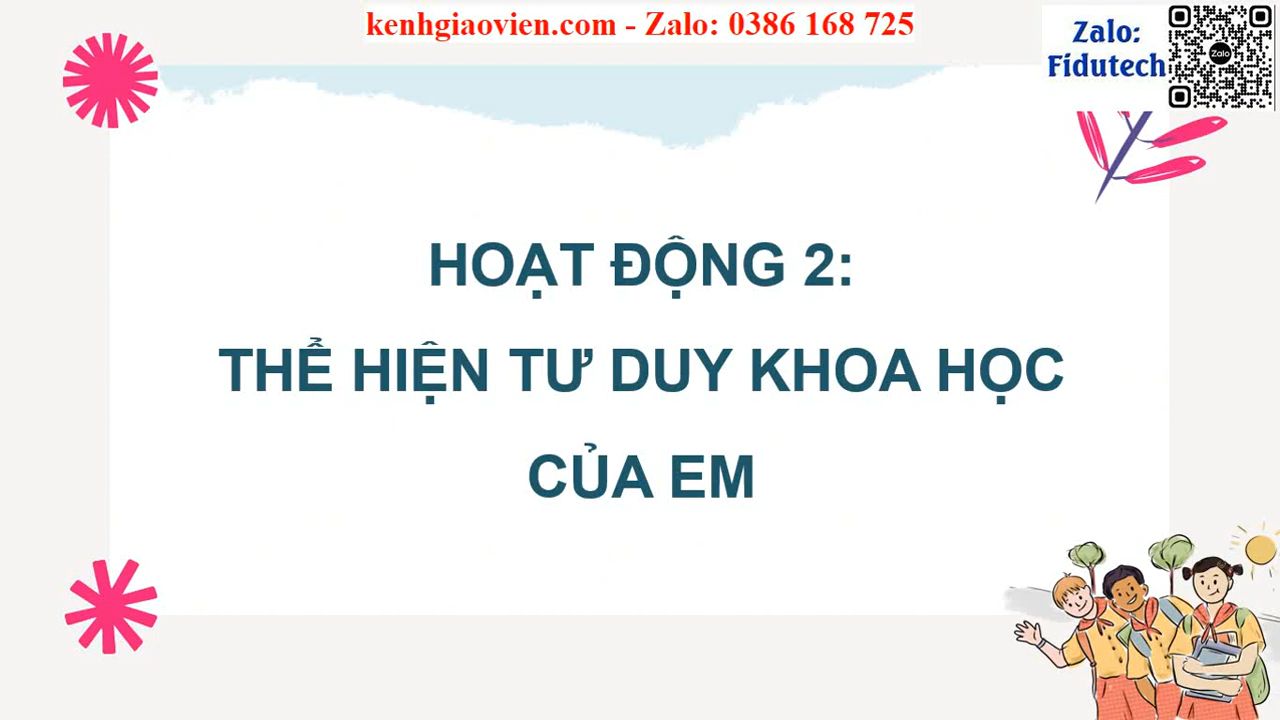 kenhgiaovien.com - Zalo: 0386 168 725
Zalo:
Fidutech
Zalo
HOẠT ĐỘNG 2:
THỂ HIỆN TƯ DUY KHOA HỌC
CỦA EM